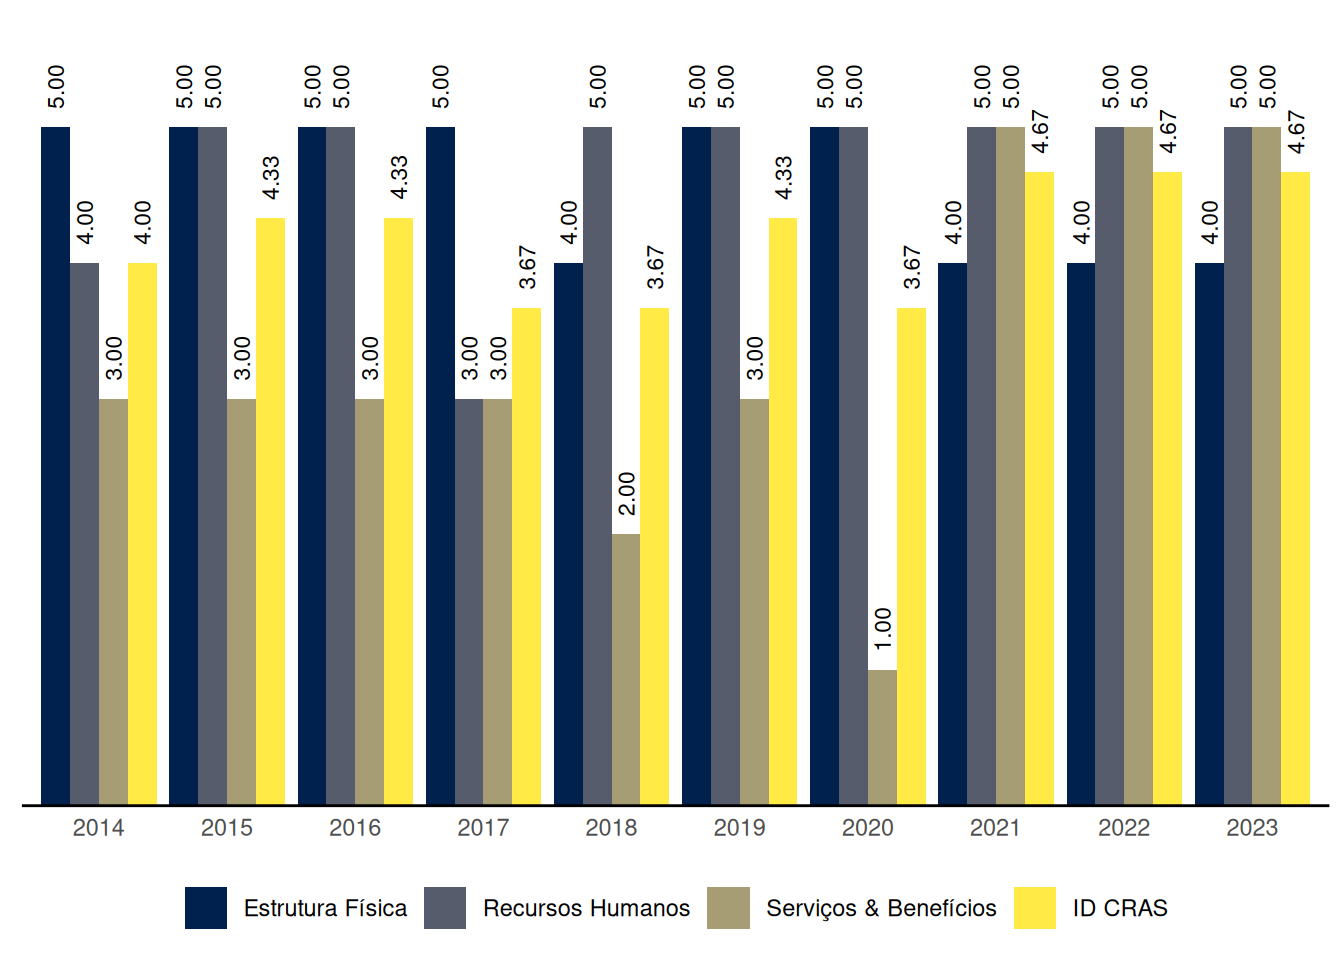 5.00 4.00 3.00 4.00 5.00 5.00 3.00 4.33 5.00 5.00 3.00 4.33 5.00 3.00 3.00 3.67 4.00 5.00 2.00 3.67 5.00 5.00 3.00 4.33 5.00 5.00 1.00 3.67 4.00 5.00 5.00 4.67 4.00 5.00 5.00 4.67 4.00 5.00 5.00 4.67
2014 2015 2016 2017 2018 2019 2020 2021 2022 2023
Estrutura Física Recursos Humanos Serviços & Benefícios ID CRAS